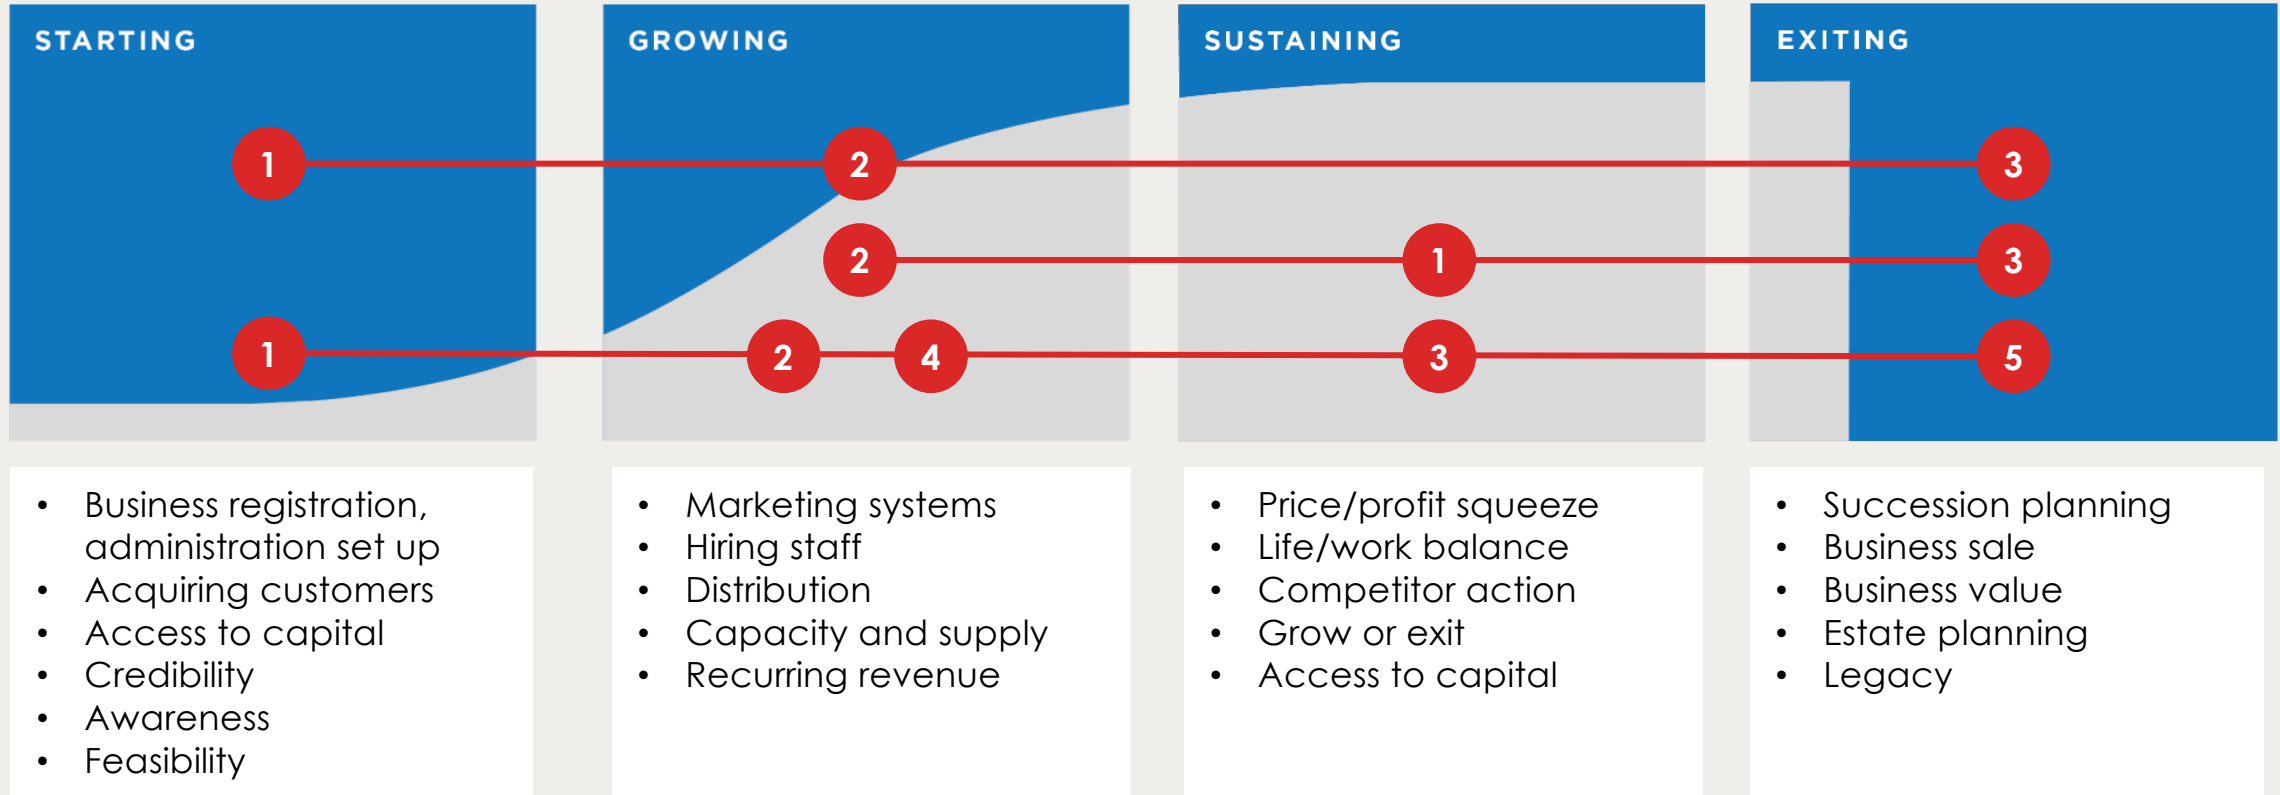 STARTING
GROWING
SUSTAINING
EXITING
1
2
3
2
1
3
1
2
4
3
5
• Business registration,
administration set up
• Acquiring customers
• Access to capital
• Credibility
• Awareness
• Feasibility
• Marketing systems
• Hiring staff
• Distribution
• Capacity and supply
• Recurring revenue
• Price/profit squeeze
• Life/work balance
• Competitor action
• Grow or exit
• Access to capital
• Succession planning
• Business sale
• Business value
• Estate planning
• Legacy